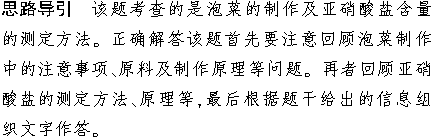 思路导引 该题考查的是泡菜的制作及亚硝酸盐含量
的测定方法。正确解答该题首先要注意回顾泡菜制作
中的注意事项、原料及制作原理等问题。再者回顾亚硝
酸盐的测定方法、原理等,最后根据题干给出的信息组
织文字作答。